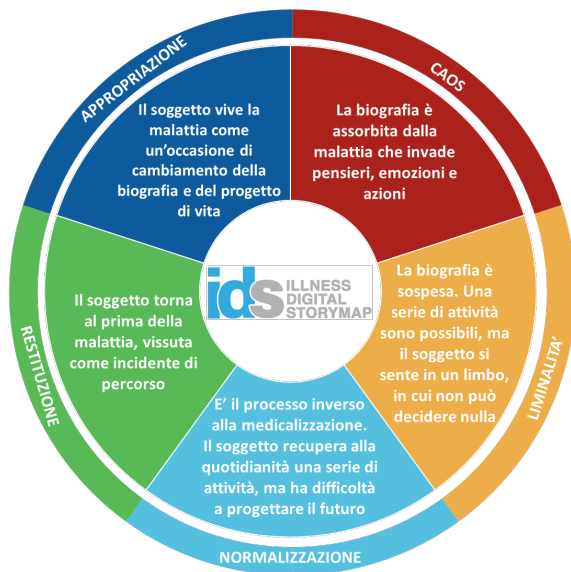 APPROPRIAZIONE
Il soggetto vive la
malattia come
un'occasione di
cambiamento della
biografia e del progetto
di vita
CAOS
La biografia è
assorbita dalla
malattia che invade
pensieri, emozioni e
azioni
LIMINALITA'
La biografia è
sospesa. Una
serie di attività
sono possibili, ma
il soggetto si
sente in un limbo,
in cui non può
decidere nulla
NORMALIZZAZIONE
E' il processo inverso
alla medicalizzazione.
Il soggetto recupera alla
quotidianità una serie di
attività, ma ha difficoltà
a progettare il futuro
RESTITUZIONE
Il soggetto torna
al prima della
malattia, vissuta
come incidente di
percorso
ids
ILLNESS
DIGITAL
STORYMAP